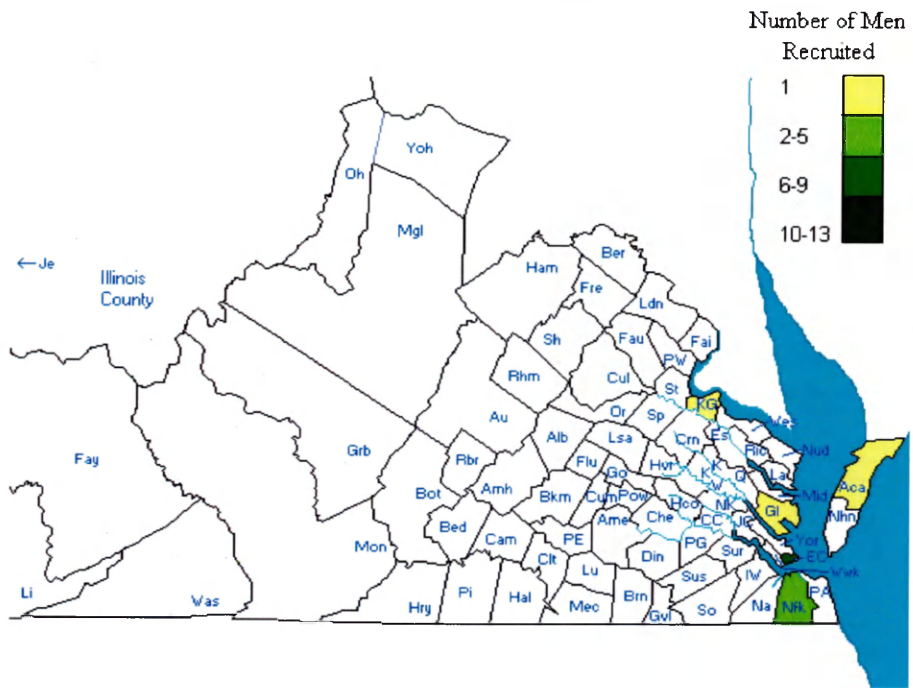 Number of Men
Recruited
1
2-5
6-9
10-13
Yoh
Oh
Mgl
←Je
Illinois
County
Ham
Ber
Fre
Ldn
Sh
Fau
Fai
PW
Rhm
Cul
St
KG
Au
Or
Sp
Wes
Es
Alb
Lsa
Crn
Ric
Nud
Grb
Fay
Rbr
Flu
Go
Hvr
K
K
Q
La
Aca
Bot
Amh
Bkm
Cum
Pow
Hco
W
NK
Mid
Gl
Nhn
Bed
Cam
PE
Ame
Che
CC
JC
Yor
Mon
Clt
Din
PG
Sur
EC
Wwk
Li
Was
Hry
Pi
Hal
Lu
Mec
Brn
Gvl
Sus
So
IW
Na
Nfk
PA